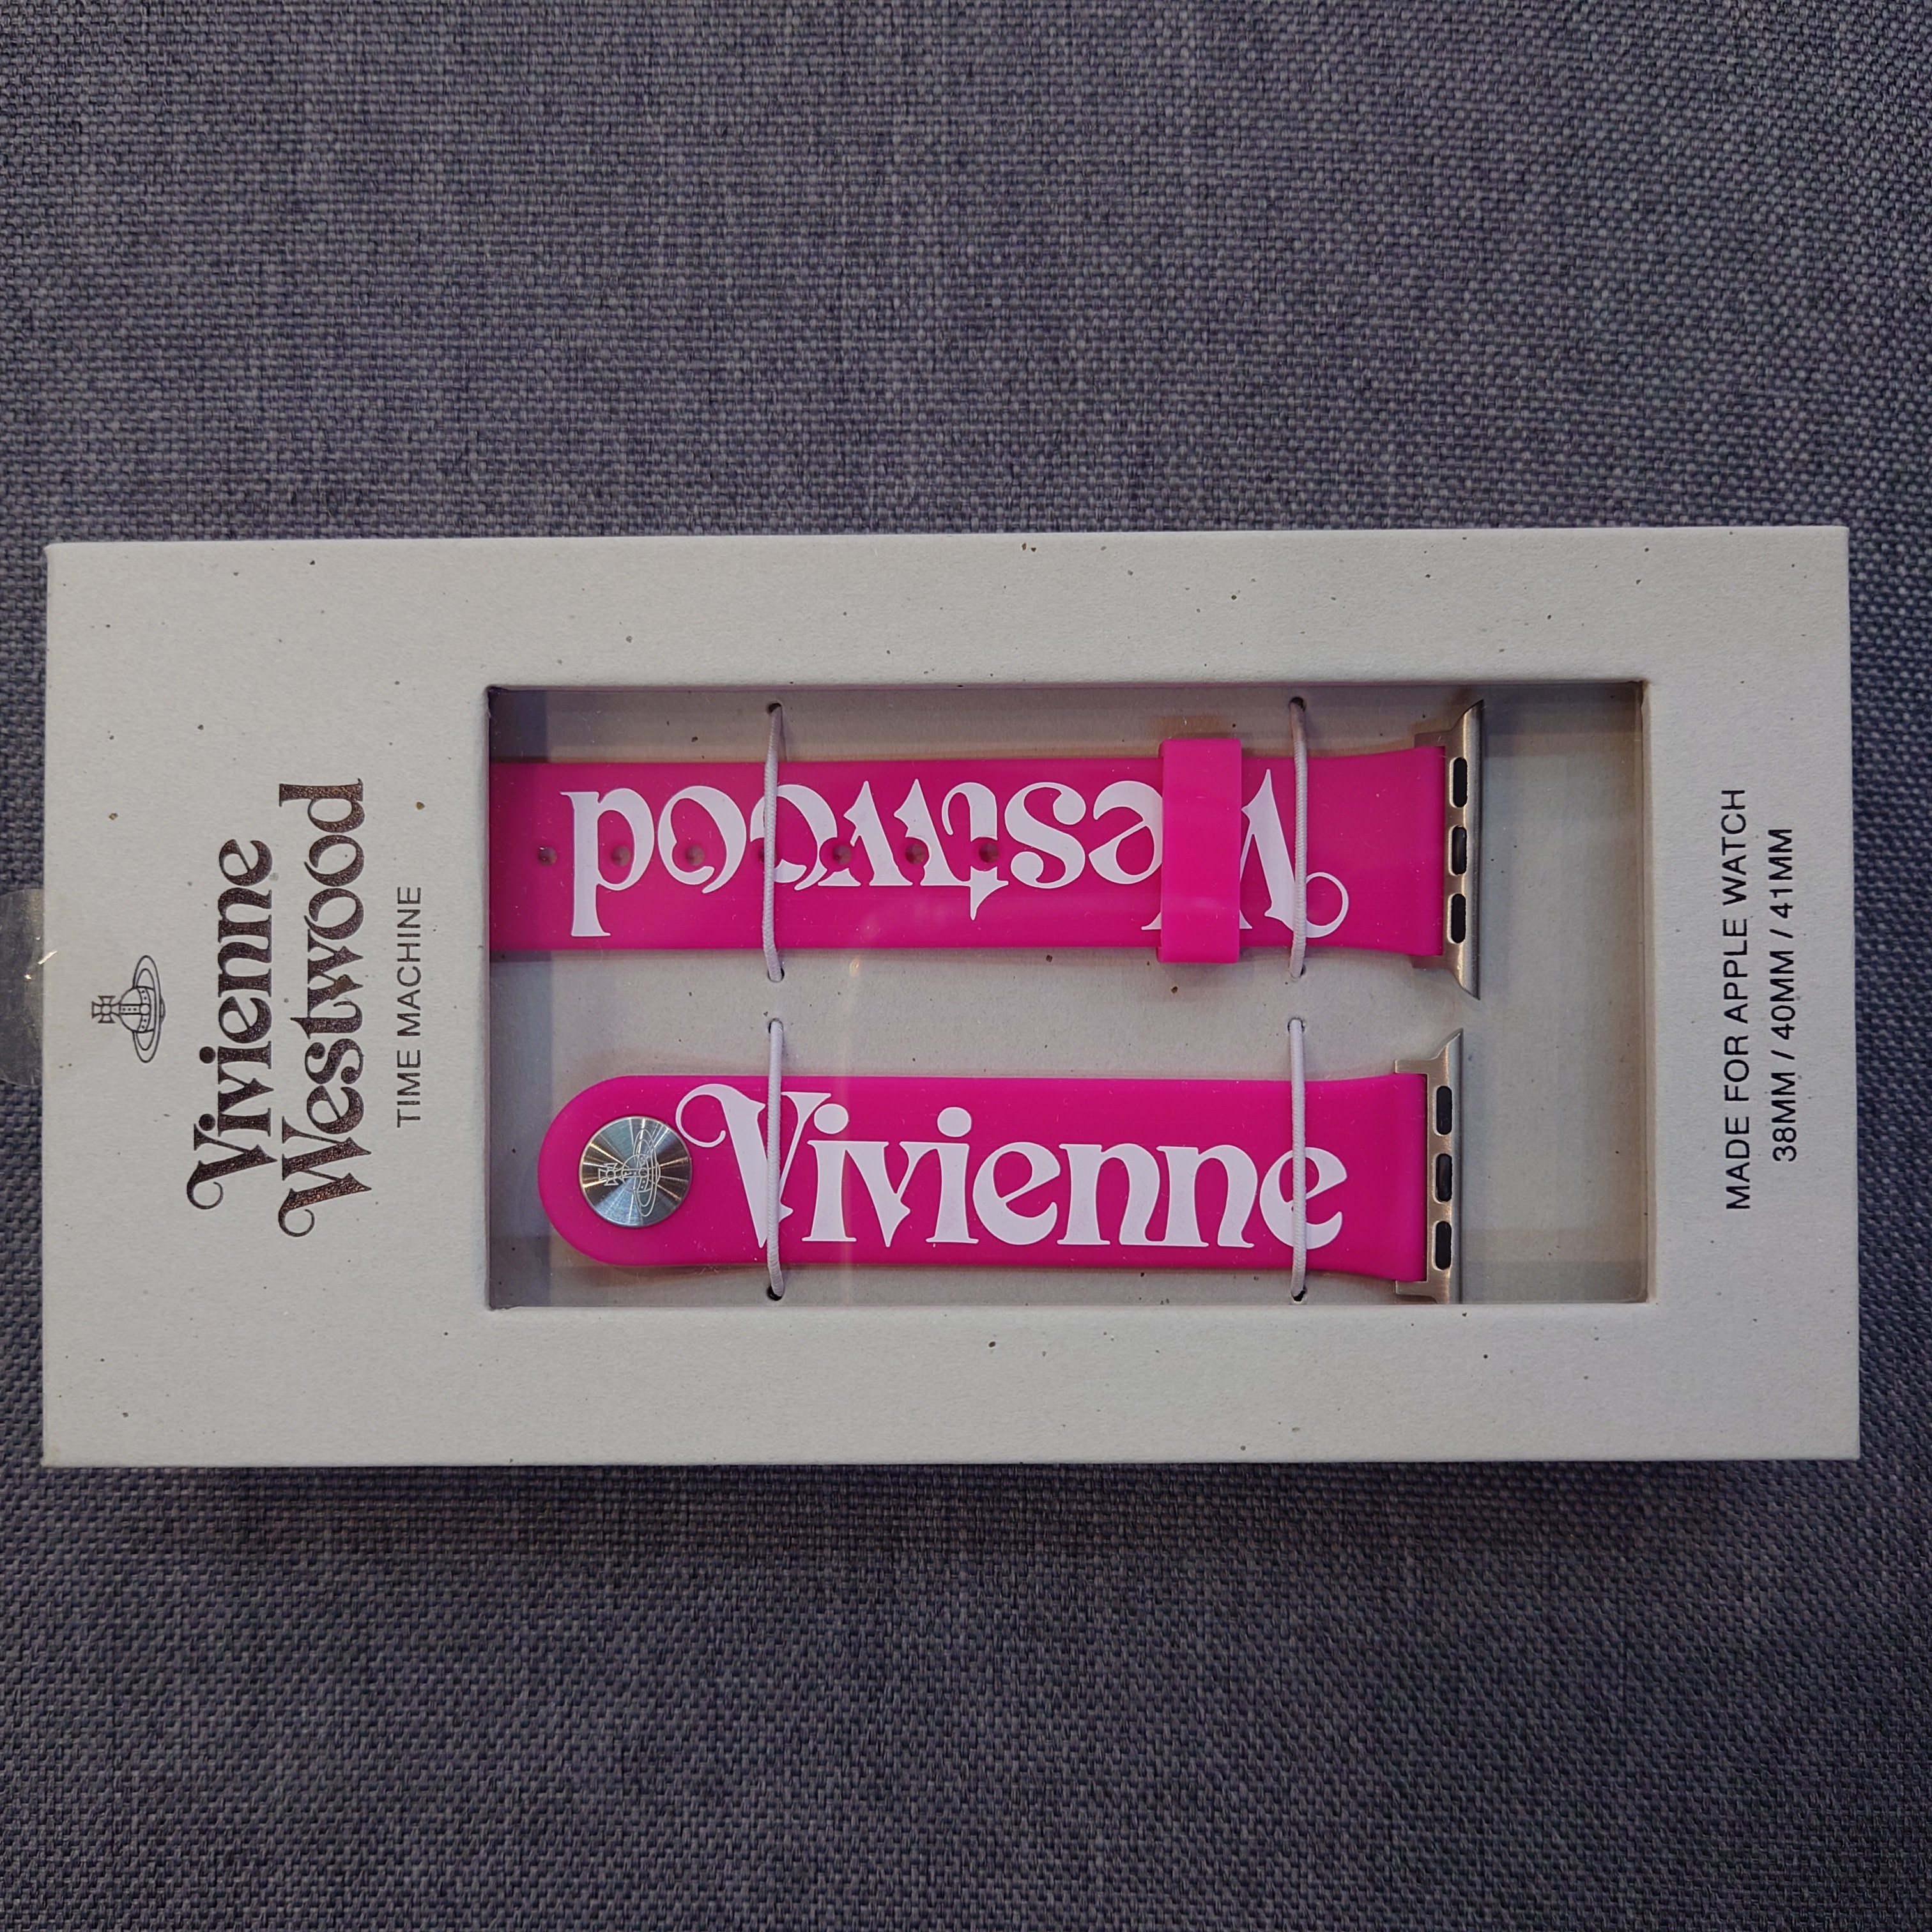 Vivienne
Westwood
TIME MACHINE
Westwood
Vivienne
MADE FOR APPLE WATCH
38MM / 40MM / 41MM